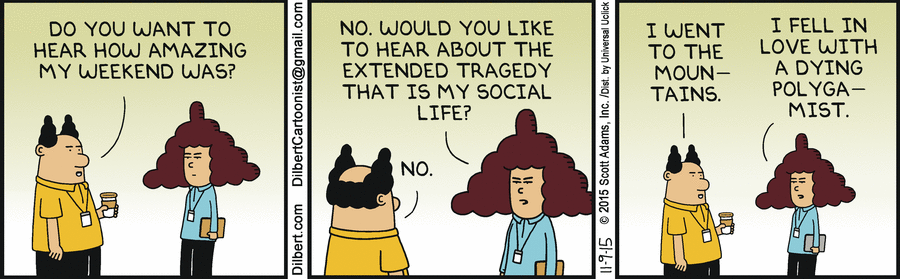 DO YOU WANT TO
HEAR HOW AMAZING
MY WEEKEND WAS?
Dilbert.com DilbertCartoonist@gmail.com
NO. WOULD YOU LIKE
TO HEAR ABOUT THE
EXTENDED TRAGEDY
THAT IS MY SOCIAL
LIFE?
NO.
11-9-15 © 2015 Scott Adams, Inc. /Dist. by Universal Uclick
I WENT
TO THE
MOUN-
TAINS.
I FELL IN
LOVE WITH
A DYING
POLYGA-
MIST.